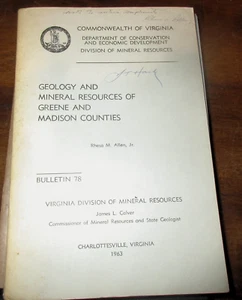 COMMONWEALTH OF VIRGINIA
DEPARTMENT OF CONSERVATION
AND ECONOMIC DEVELOPMENT
DIVISION OF MINERAL RESOURCES
GEOLOGY AND
MINERAL RESOURCES OF
GREENE AND
MADISON COUNTIES
Rhesa M. Allen, Jr.
BULLETIN 78
VIRGINIA DIVISION OF MINERAL RESOURCES
James L. Calver
Commissioner of Mineral Resources and State Geologist
CHARLOTTESVILLE, VIRGINIA
1963